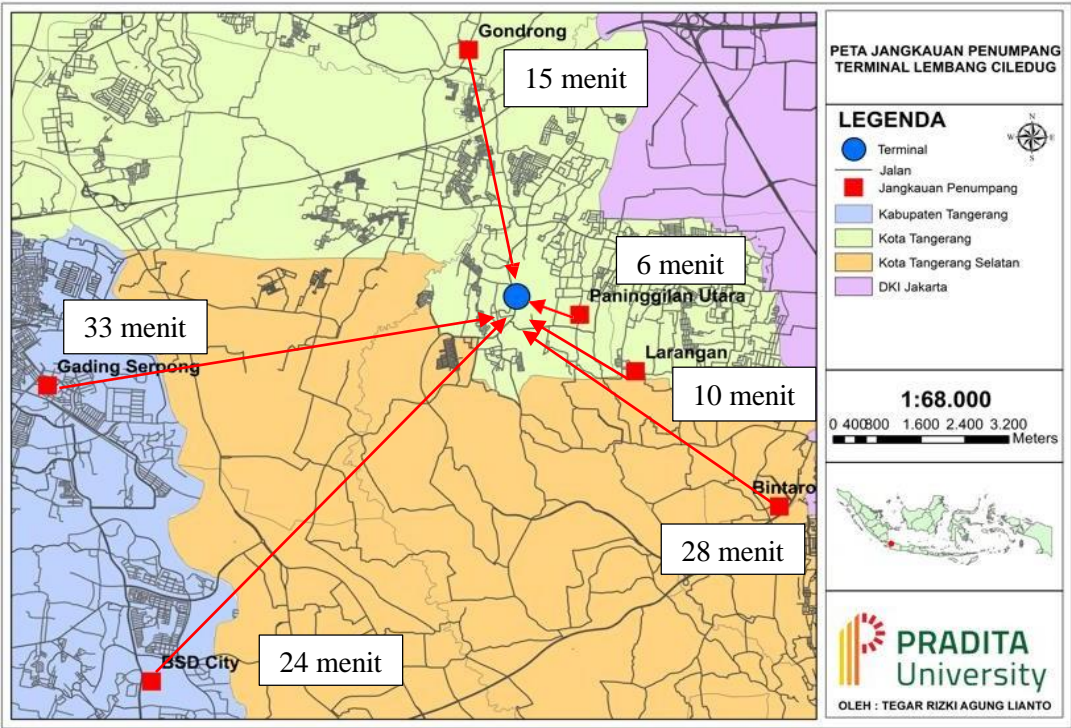 Gondrong
15 menit
6 menit
Paninggilan Utara
33 menit
Gading Serpong
Larangan
10 menit
Bintaro
28 menit
24 menit
BSD City
PETA JANGKAUAN PENUMPANG
TERMINAL LEMBANG CILEDUG
LEGENDA
N
W E
S
Terminal
Jalan
Jangkauan Penumpang
Kabupaten Tangerang
Kota Tangerang
Kota Tangerang Selatan
DKI Jakarta
1:68.000
0 400800 1.600 2.400 3.200
Meters
PRADITA
University
OLEH : TEGAR RIZKI AGUNG LIANTO